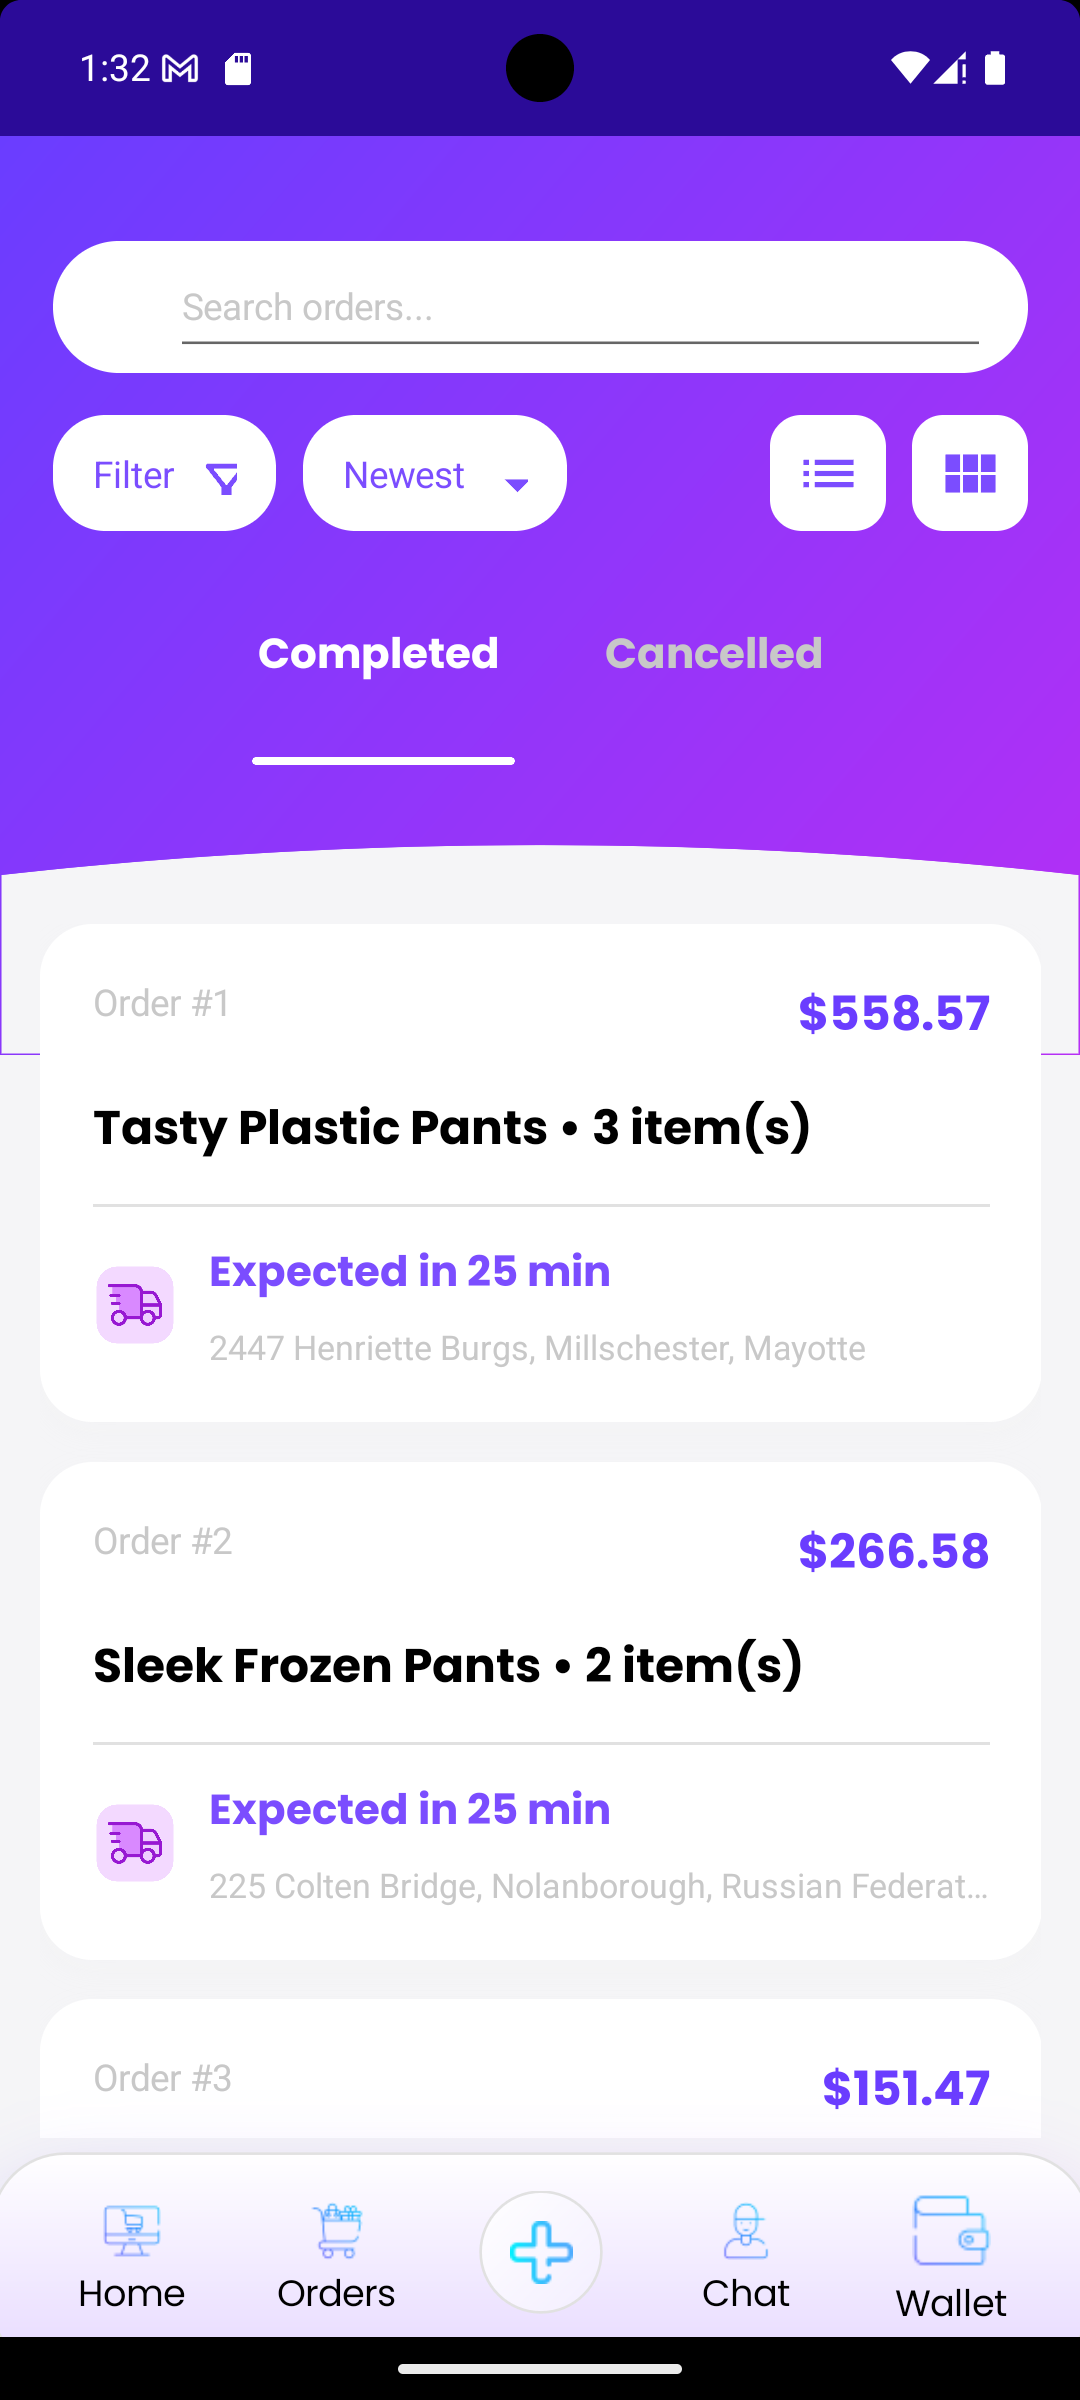 1:32
Search orders...
Filter
Newest
Completed
Cancelled
Order #1
$558.57
Tasty Plastic Pants • 3 item(s)
Expected in 25 min
2447 Henriette Burgs, Millschester, Mayotte
Order #2
$266.58
Sleek Frozen Pants • 2 item(s)
Expected in 25 min
225 Colten Bridge, Nolanborough, Russian Federat...
Order #3
$151.47
Home
Orders
Chat
Wallet